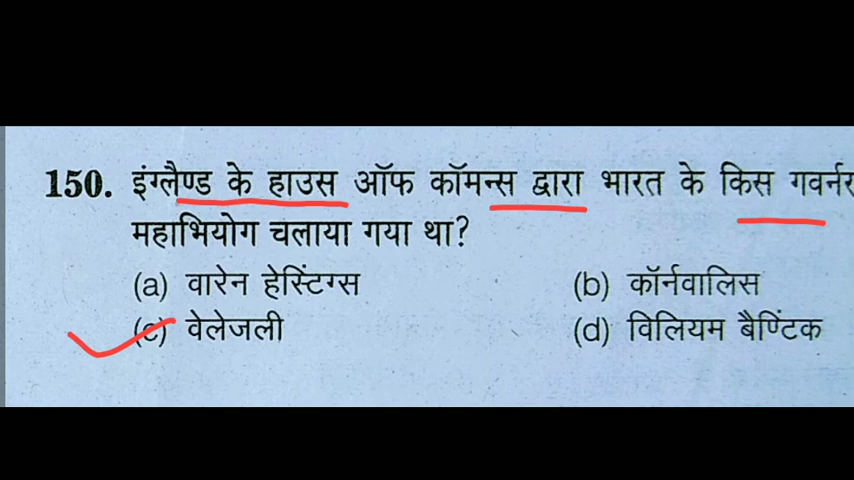 150. इंग्लैण्ड के हाउस ऑफ कॉमन्स द्वारा भारत के किस गवर्नर
महाभियोग चलाया गया था?
(a) वारेन हेस्टिंग्स (b) कॉर्नवालिस
(c) वेलेजली (d) विलियम बैण्टिंक